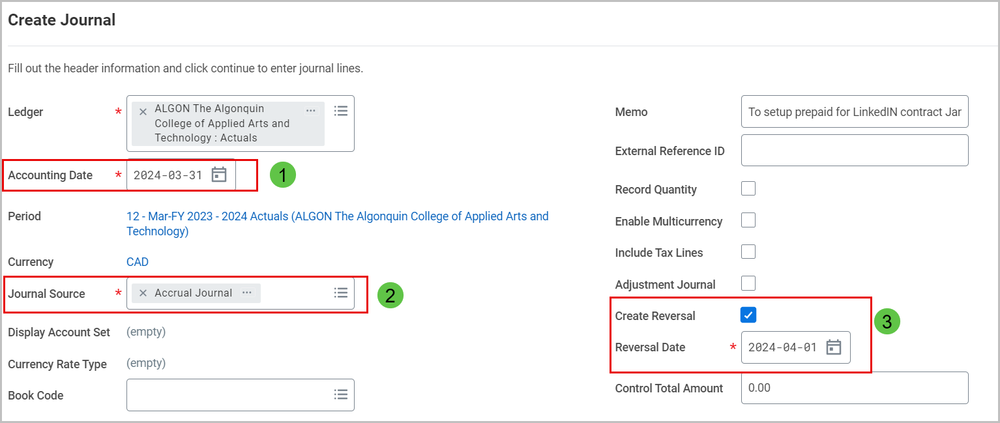 Create Journal
Fill out the header information and click continue to enter journal lines.
Ledger *
ALGON The Algonquin
College of Applied Arts and
Technology : Actuals
Accounting Date * 2024-03-31
1
Period
12 - Mar-FY 2023 - 2024 Actuals (ALGON The Algonquin College of Applied Arts and
Technology)
Currency CAD
Journal Source * Accrual Journal
2
Display Account Set (empty)
Currency Rate Type (empty)
Book Code
Memo To setup prepaid for LinkedIN contract Jar
External Reference ID
Record Quantity
Enable Multicurrency
Include Tax Lines
Adjustment Journal
Create Reversal
3
Reversal Date * 2024-04-01
Control Total Amount 0.00